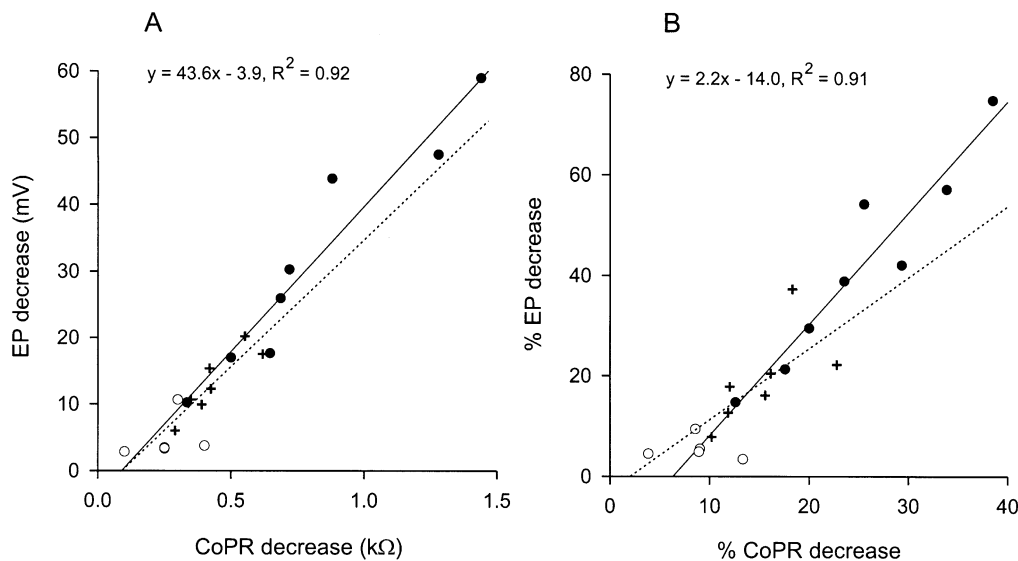 A
y = 43.6x - 3.9, R² = 0.92
60
50
40
30
20
10
0
EP decrease (mV)
0.0 0.5 1.0 1.5
CoPR decrease (kΩ)
B
y = 2.2x - 14.0, R² = 0.91
80
60
40
20
0
% EP decrease
0 10 20 30 40
% CoPR decrease